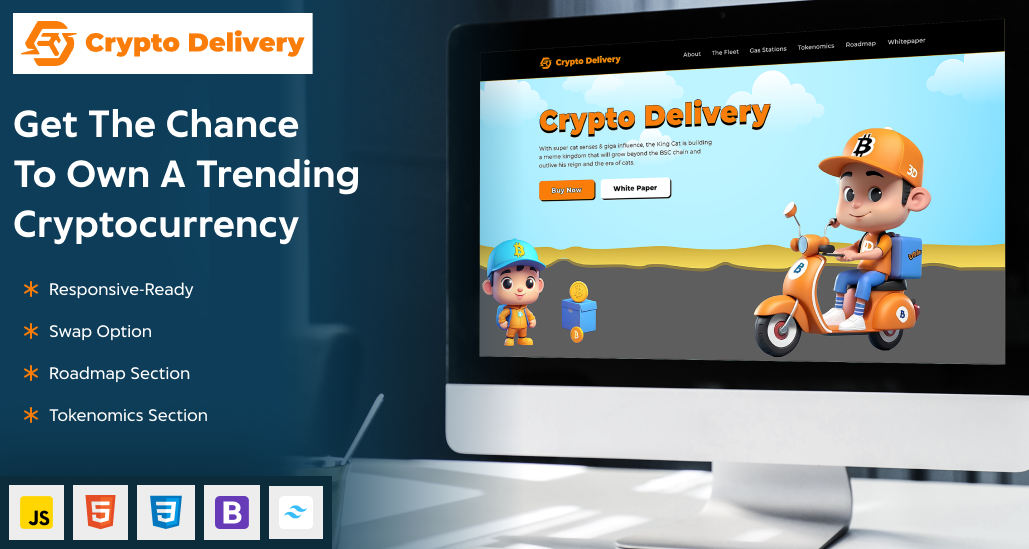 Crypto Delivery
Get The Chance
To Own A Trending
Cryptocurrency
Responsive-Ready
Swap Option
Roadmap Section
Tokenomics Section
JS
5
3
B
Crypto Delivery
About The Fleet Gas Stations Tokenomics Roadmap Whitepaper
Crypto Delivery
With super cat senses & giga influence, the King Cat is building
a meme kingdom that will grow beyond the BSC chain and
outlive his reign and the era of cats.
Buy Now White Paper